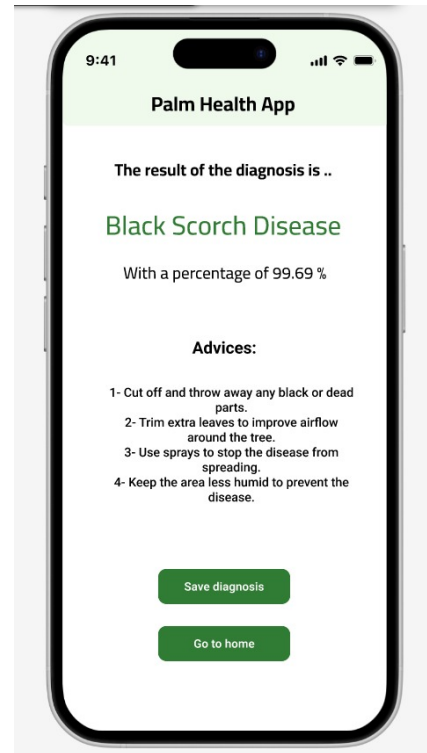 9:41
Palm Health App
The result of the diagnosis is ..
Black Scorch Disease
With a percentage of 99.69 %
Advices:
1- Cut off and throw away any black or dead
parts.
2- Trim extra leaves to improve airflow
around the tree.
3- Use sprays to stop the disease from
spreading.
4- Keep the area less humid to prevent the
disease.
Save diagnosis
Go to home